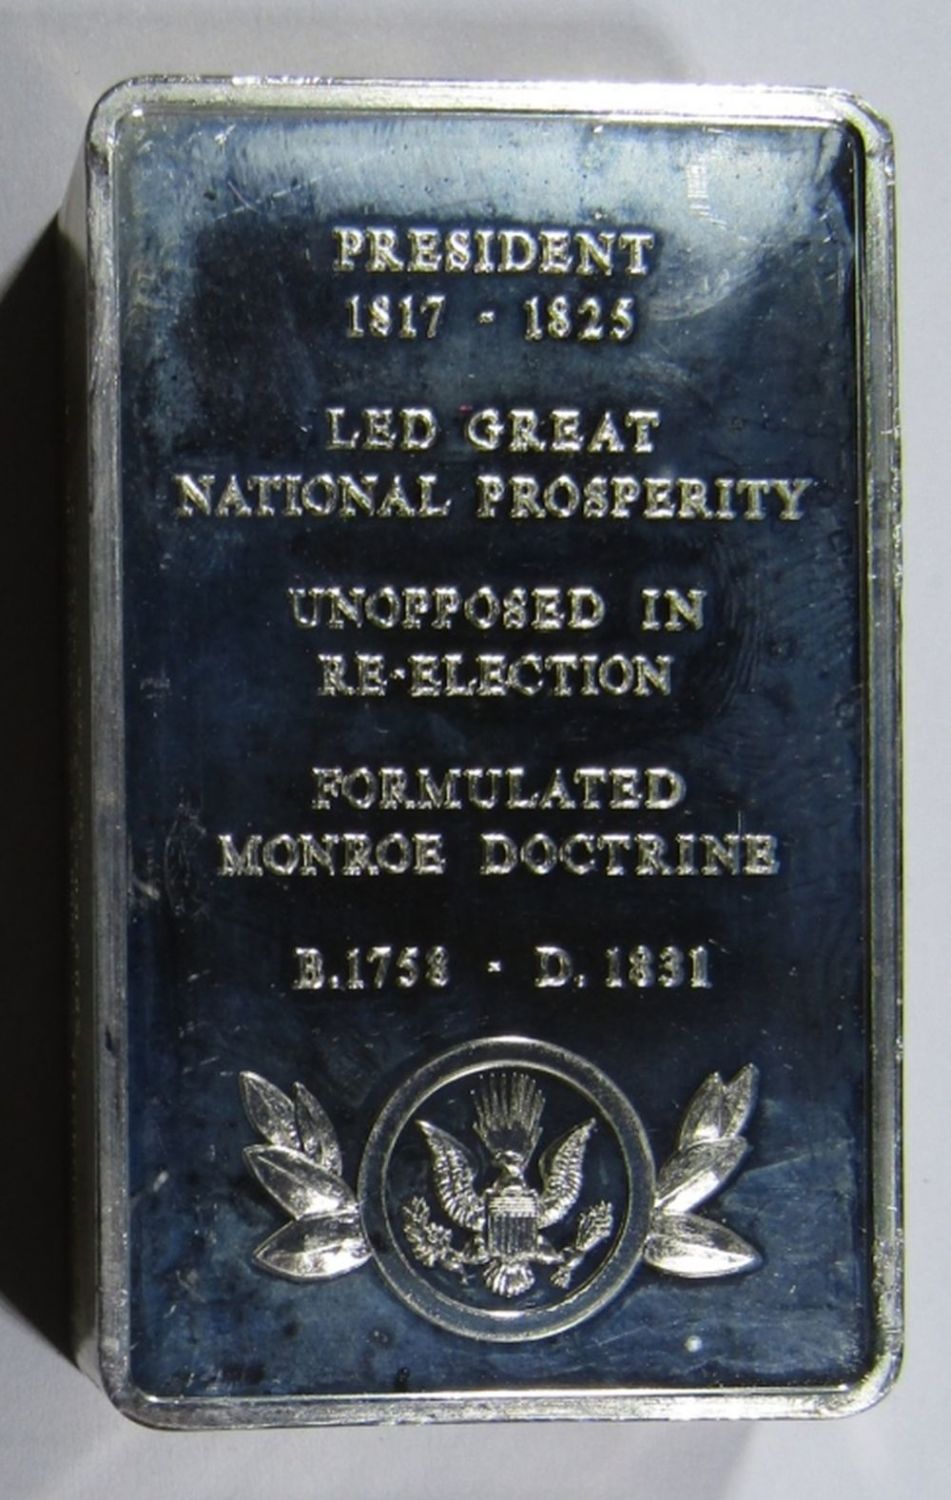 PRESIDENT
1817 - 1825
LED GREAT
NATIONAL PROSPERITY
UNOPPOSED IN
RE-ELECTION
FORMULATED
MONROE DOCTRINE
B.1758 - D. 1831